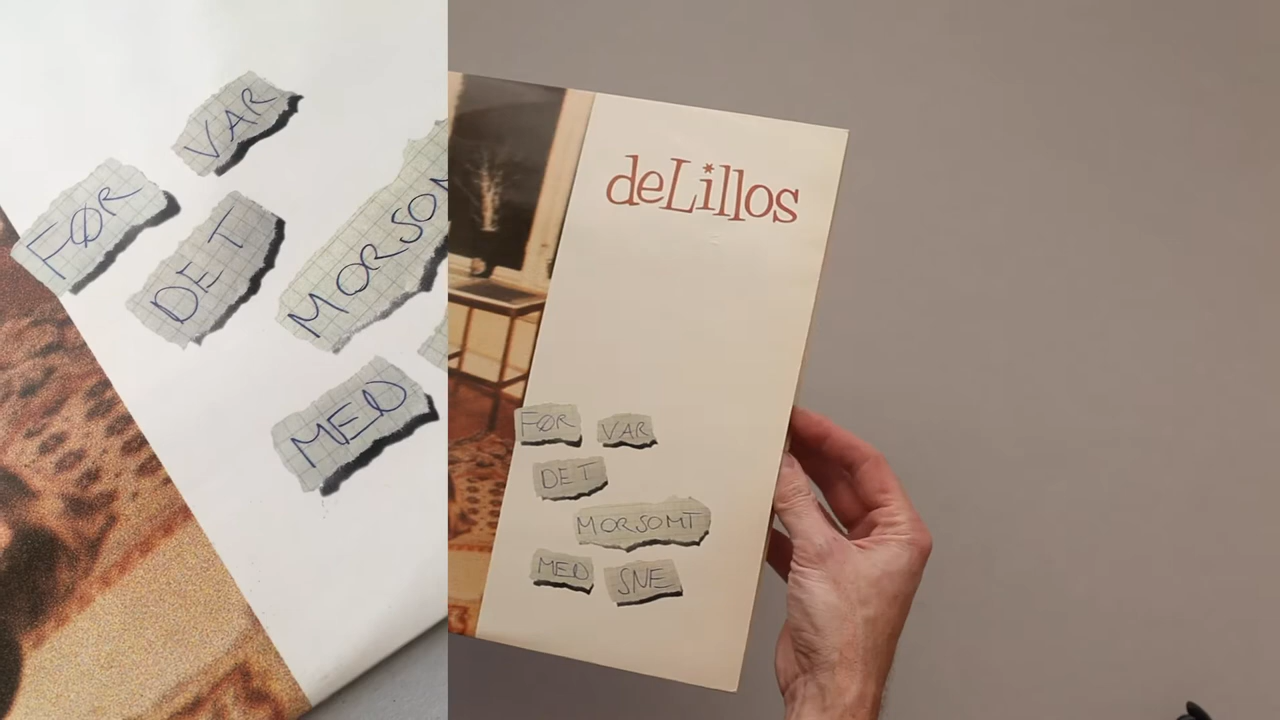 FØR
VAR
DET
MORSOM
MED
deLillos
FØR VAR
DET
MORSOMT
MED SNE